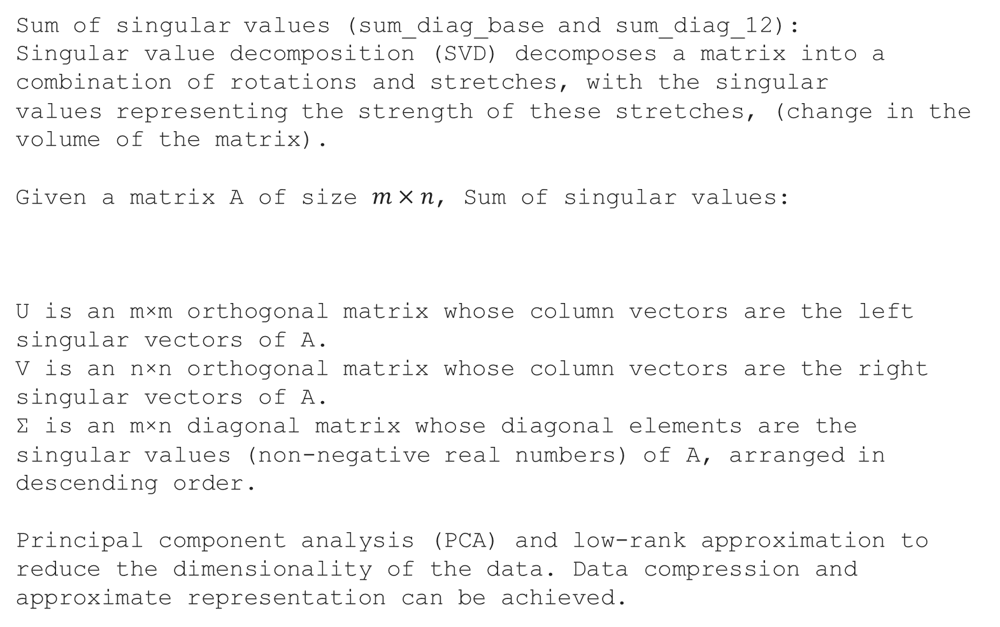 Sum of singular values (sum_diag_base and sum_diag_12):
Singular value decomposition (SVD) decomposes a matrix into a
combination of rotations and stretches, with the singular
values representing the strength of these stretches, (change in the
volume of the matrix).
Given a matrix A of size m × n, Sum of singular values:
U is an m×m orthogonal matrix whose column vectors are the left
singular vectors of A.
V is an n×n orthogonal matrix whose column vectors are the right
singular vectors of A.
Σ is an m×n diagonal matrix whose diagonal elements are the
singular values (non-negative real numbers) of A, arranged in
descending order.
Principal component analysis (PCA) and low-rank approximation to
reduce the dimensionality of the data. Data compression and
approximate representation can be achieved.